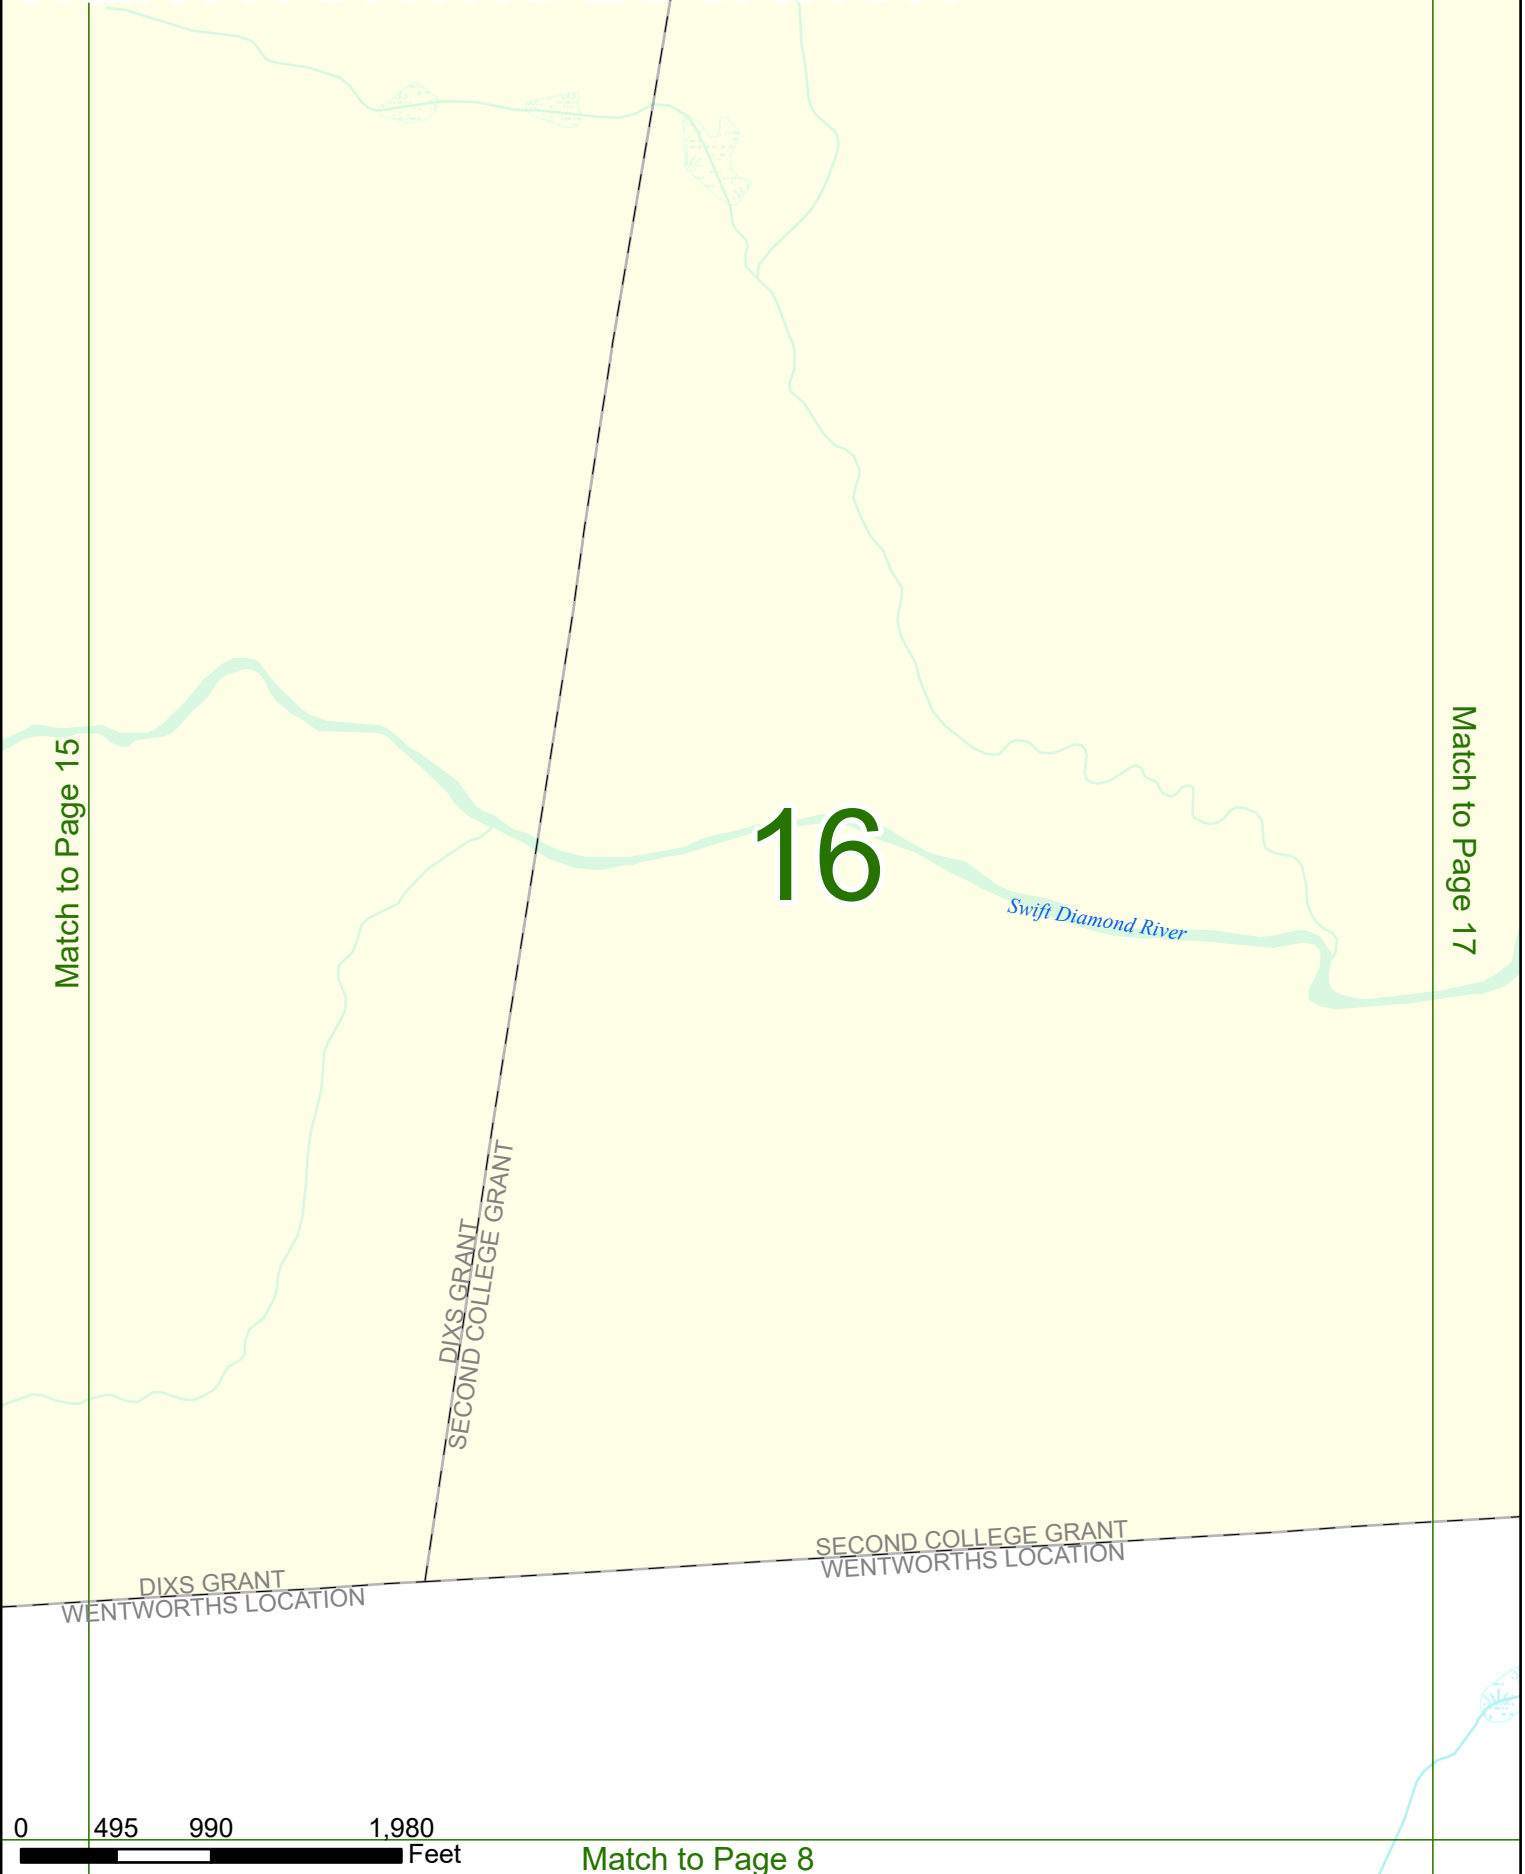 Match to Page 15
16
Match to Page 17
Swift Diamond River
DIXS GRANT
SECOND COLLEGE GRANT
SECOND COLLEGE GRANT
WENTWORTHS LOCATION
DIXS GRANT
WENTWORTHS LOCATION
0 495 990 1,980
Feet
Match to Page 8